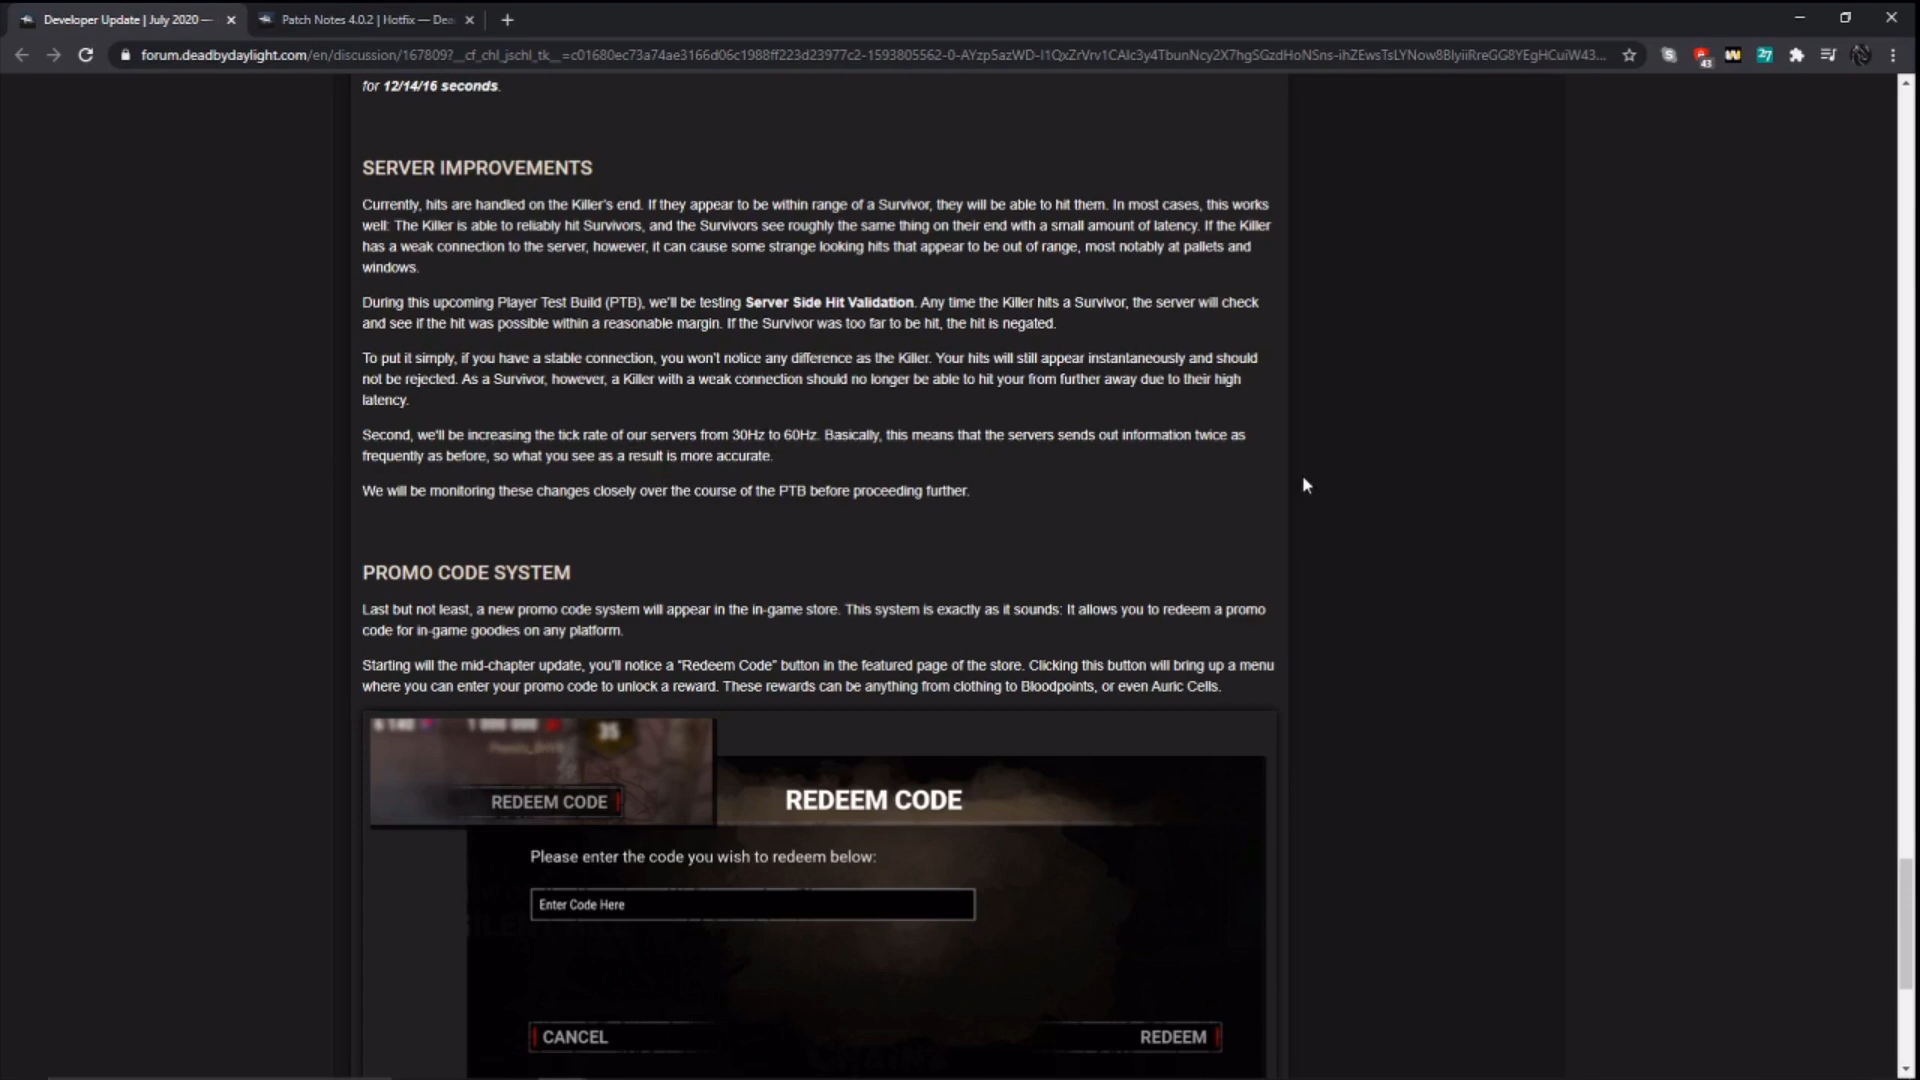 Developer Update | July 2020 —
Patch Notes 4.0.2 | Hotfix — Dea
forum.deadbydaylight.com/en/discussion/167809?__cf_chl_jschl_tk__=c01680ec73a74ae3166d06c1988ff223d23977c2-1593805562-0-
43
27
for 12/14/16 seconds.
SERVER IMPROVEMENTS
Currently, hits are handled on the Killer's end. If they appear to be within range of a Survivor, they will be able to hit them. In most cases, this works
well: The Killer is able to reliably hit Survivors, and the Survivors see roughly the same thing on their end with a small amount of latency. If the Killer
has a weak connection to the server, however, it can cause some strange looking hits that appear to be out of range, most notably at pallets and
windows.
During this upcoming Player Test Build (PTB), we'll be testing Server Side Hit Validation. Any time the Killer hits a Survivor, the server will check
and see if the hit was possible within a reasonable margin. If the Survivor was too far to be hit, the hit is negated.
To put it simply, if you have a stable connection, you won't notice any difference as the Killer. Your hits will still appear instantaneously and should
not be rejected. As a Survivor, however, a Killer with a weak connection should no longer be able to hit your from further away due to their high
latency.
Second, we'll be increasing the tick rate of our servers from 30Hz to 60Hz. Basically, this means that the servers sends out information twice as
frequently as before, so what you see as a result is more accurate.
We will be monitoring these changes closely over the course of the PTB before proceeding further.
PROMO CODE SYSTEM
Last but not least, a new promo code system will appear in the in-game store. This system is exactly as it sounds: It allows you to redeem a promo
code for in-game goodies on any platform.
Starting will the mid-chapter update, you'll notice a "Redeem Code" button in the featured page of the store. Clicking this button will bring up a menu
where you can enter your promo code to unlock a reward. These rewards can be anything from clothing to Bloodpoints, or even Auric Cells.
35
REDEEM CODE
REDEEM CODE
Please enter the code you wish to redeem below:
Enter Code Here
CANCEL
REDEEM